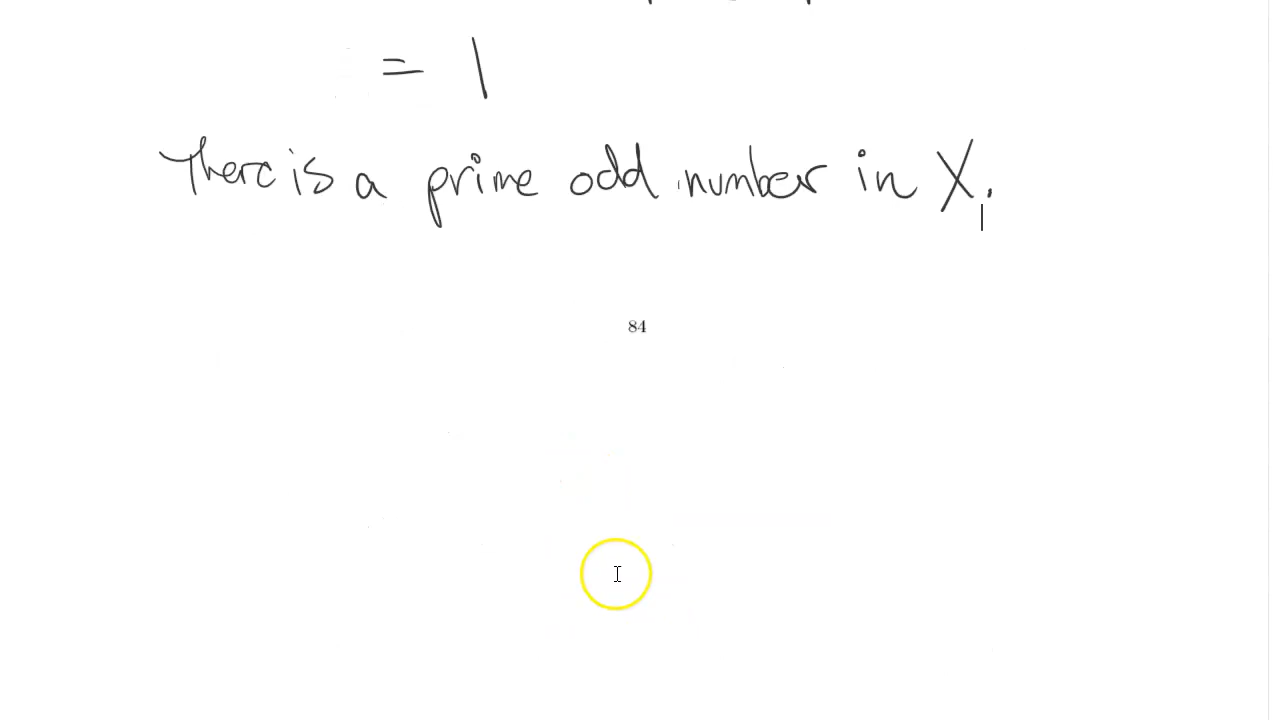 = 1
There is a prime odd number in X.
84